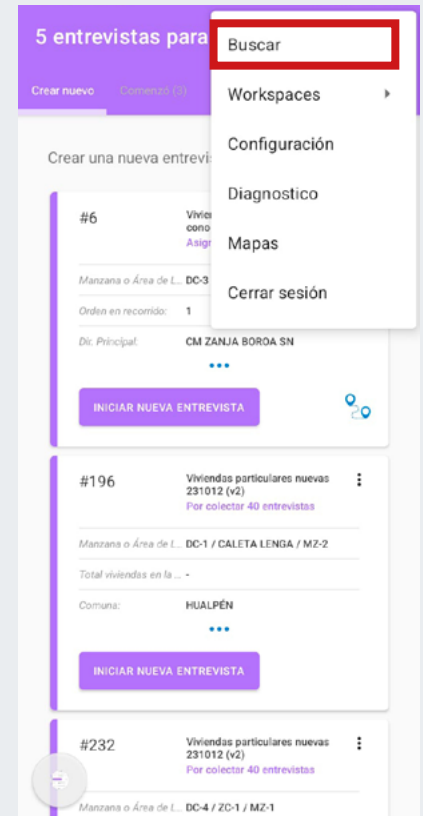 5 entrevistas para
Buscar
Crear nuevo Comenzó (3)
Workspaces
Configuración
Crear una nueva entrevi
Diagnostico
#6
Asig
Mapas
Manzana o Área de L... DC-3
Cerrar sesión
Orden en recorrido: 1
Dir. Principal: CM ZANJA BOROA SN
INICIAR NUEVA ENTREVISTA
#196 Viviendas particulares nuevas
231012 (v2)
Por colectar 40 entrevistas
Manzana o Área de L... DC-1 / CALETA LENGA / MZ-2
Total viviendas en la ... -
Comuna: HUALPÉN
INICIAR NUEVA ENTREVISTA
#232 Viviendas particulares nuevas
231012 (v2)
Por colectar 40 entrevistas
Manzana o Área de L... DC-4 / ZC-1 / MZ-1